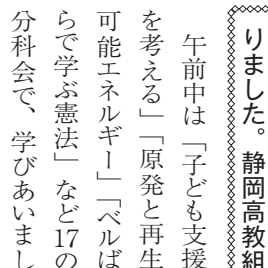 りました。静岡高教組
午前中は「子ども支援
を考える」「原発と再生
可能エネルギー」「ベルば
らで学ぶ憲法」など17の
分科会で、学びあいまし